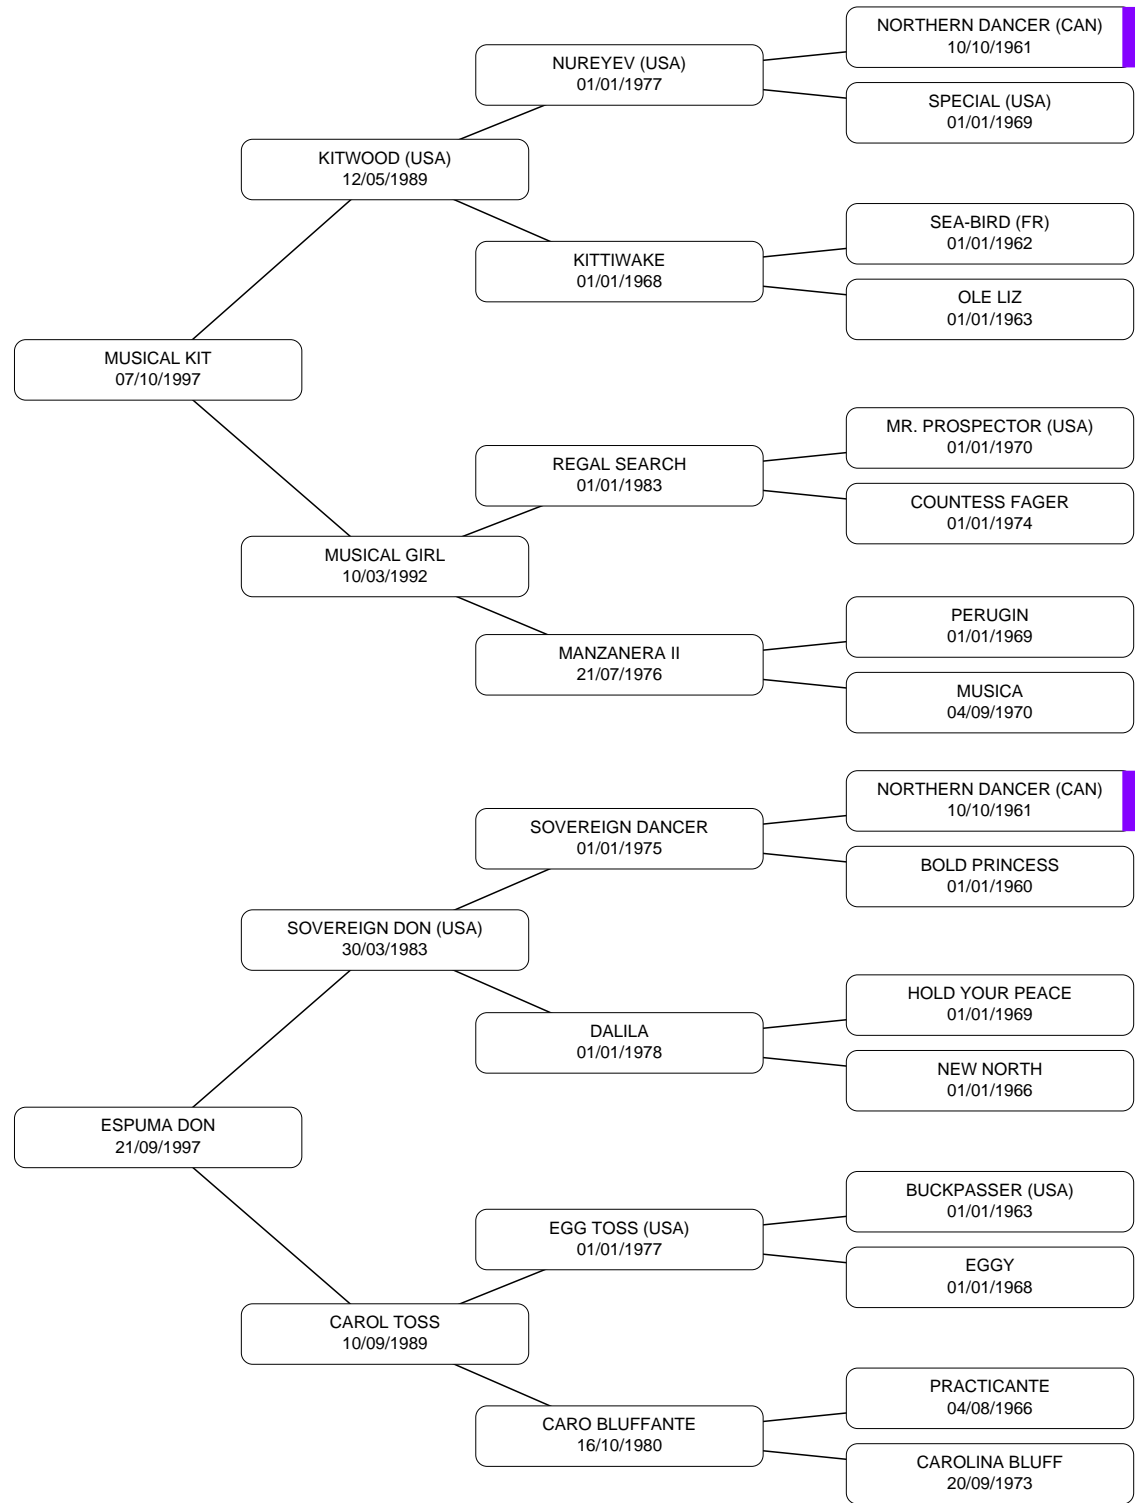 NORTHERN DANCER (CAN)
10/10/1961
NUREYEV (USA)
01/01/1977
SPECIAL (USA)
01/01/1969
KITWOOD (USA)
12/05/1989
SEA-BIRD (FR)
01/01/1962
KITTIWAKE
01/01/1968
OLE LIZ
01/01/1963
MUSICAL KIT
07/10/1997
MR. PROSPECTOR (USA)
01/01/1970
REGAL SEARCH
01/01/1983
COUNTESS FAGER
01/01/1974
MUSICAL GIRL
10/03/1992
PERUGIN
01/01/1969
MANZANERA II
21/07/1976
MUSICA
04/09/1970
NORTHERN DANCER (CAN)
10/10/1961
SOVEREIGN DANCER
01/01/1975
BOLD PRINCESS
01/01/1960
SOVEREIGN DON (USA)
30/03/1983
HOLD YOUR PEACE
01/01/1969
DALILA
01/01/1978
NEW NORTH
01/01/1966
ESPUMA DON
21/09/1997
BUCKPASSER (USA)
01/01/1963
EGG TOSS (USA)
01/01/1977
EGGY
01/01/1968
CAROL TOSS
10/09/1989
PRACTICANTE
04/08/1966
CARO BLUFFANTE
16/10/1980
CAROLINA BLUFF
20/09/1973